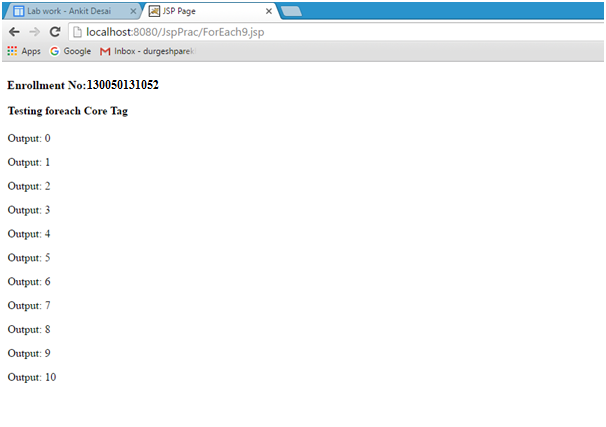 Lab work - Ankit Desai
JSP Page
localhost:8080/JspPrac/ForEach9.jsp
Apps
Google
Inbox - durgeshparek
Enrollment No:130050131052
Testing foreach Core Tag
Output: 0
Output: 1
Output: 2
Output: 3
Output: 4
Output: 5
Output: 6
Output: 7
Output: 8
Output: 9
Output: 10